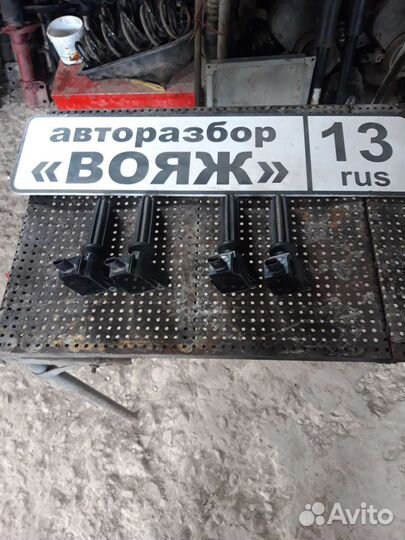 авторазбор
«ВОЯЖ»
13
rus
Avito